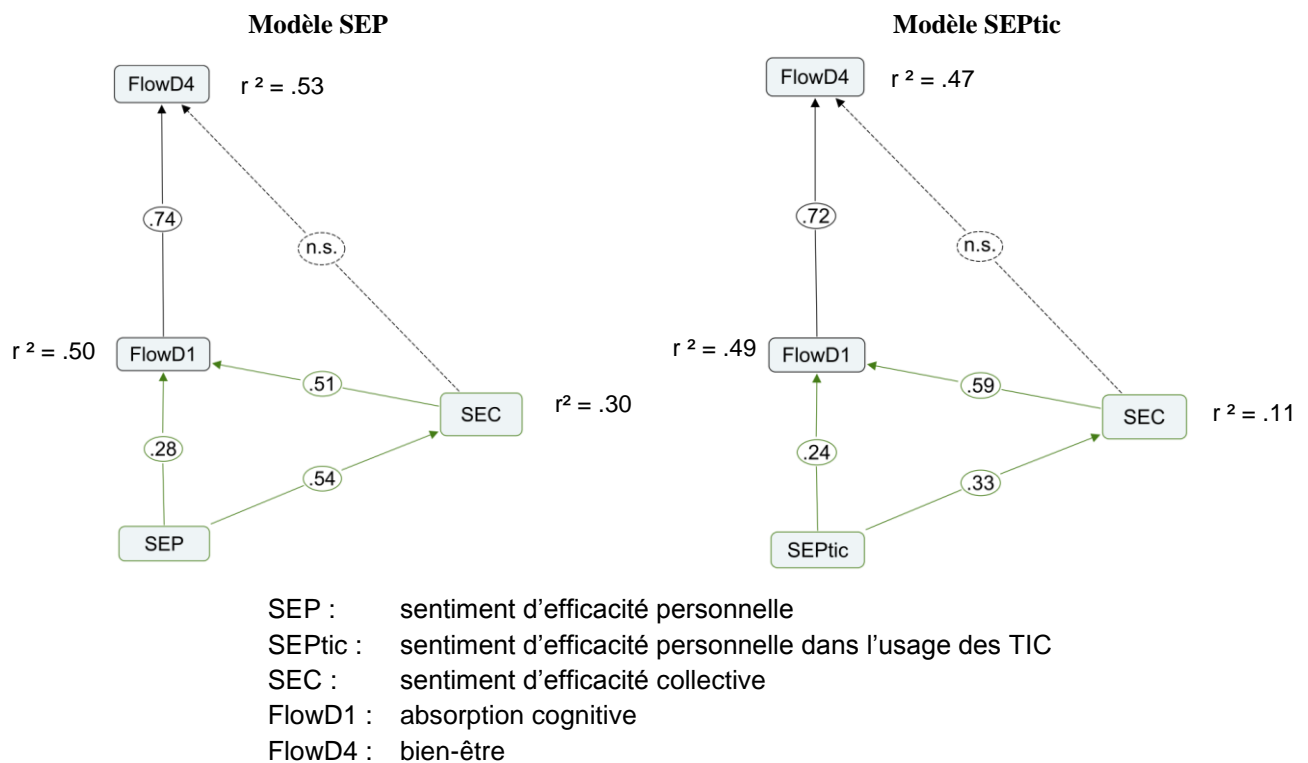 Modèle SEP
FlowD4
r ² = .53
.74
n.s.
r ² = .50
FlowD1
.51
SEC
r² = .30
.28
.54
SEP
Modèle SEPtic
FlowD4
r ² = .47
.72
n.s.
r ² = .49
FlowD1
.59
SEC
r ² = .11
.24
.33
SEPtic
SEP : sentiment d’efficacité personnelle
SEPtic : sentiment d’efficacité personnelle dans l’usage des TIC
SEC : sentiment d’efficacité collective
FlowD1 : absorption cognitive
FlowD4 : bien-être